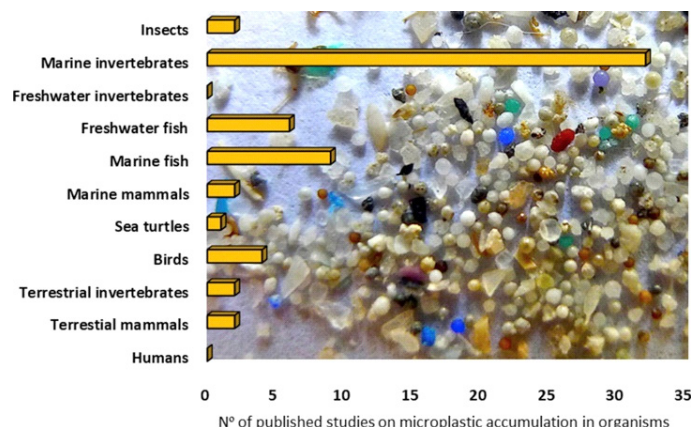 Insects
Marine invertebrates
Freshwater invertebrates
Freshwater fish
Marine fish
Marine mammals
Sea turtles
Birds
Terrestrial invertebrates
Terrestial mammals
Humans
0 5 10 15 20 25 30 35
Nº of published studies on microplastic accumulation in organisms